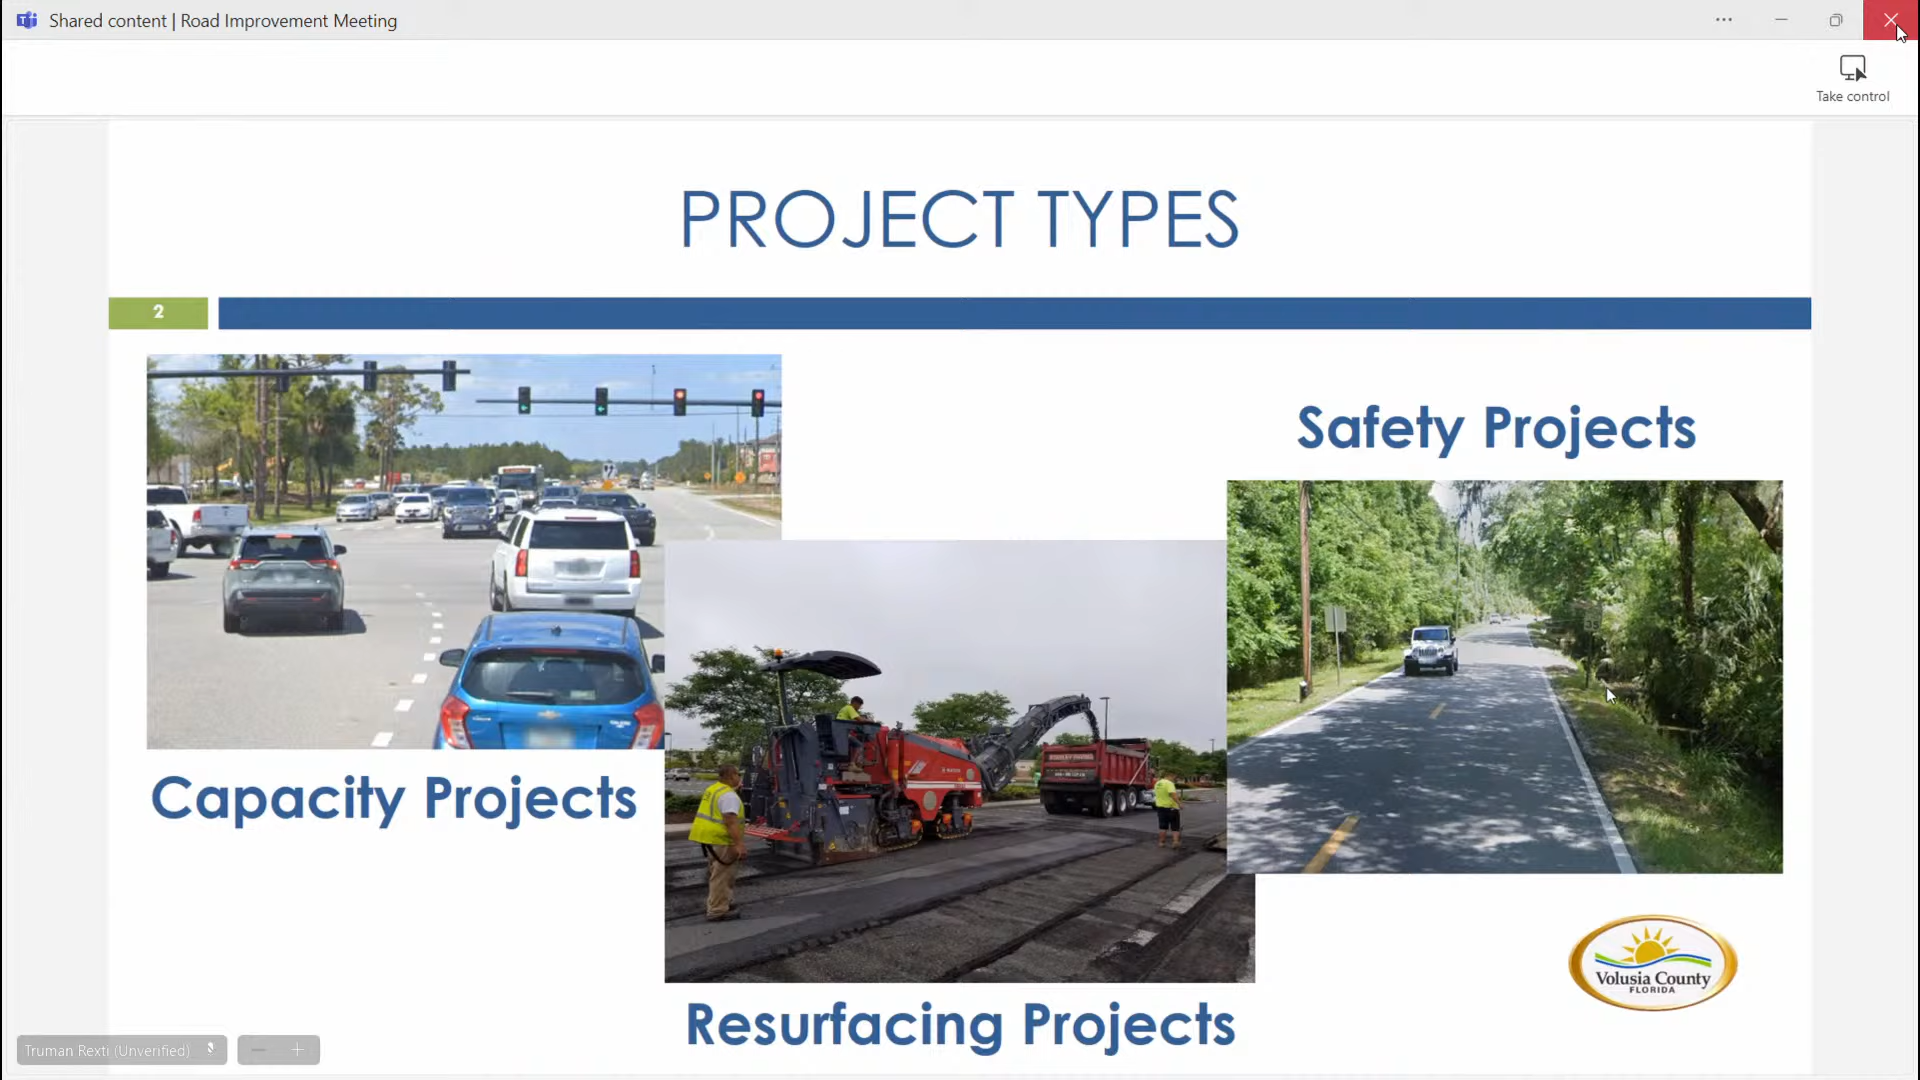 Shared content | Road Improvement Meeting
Take control
PROJECT TYPES
2
Safety Projects
Capacity Projects
Resurfacing Projects
Volusia County
FLORIDA
Truman Rexti (Unverified)